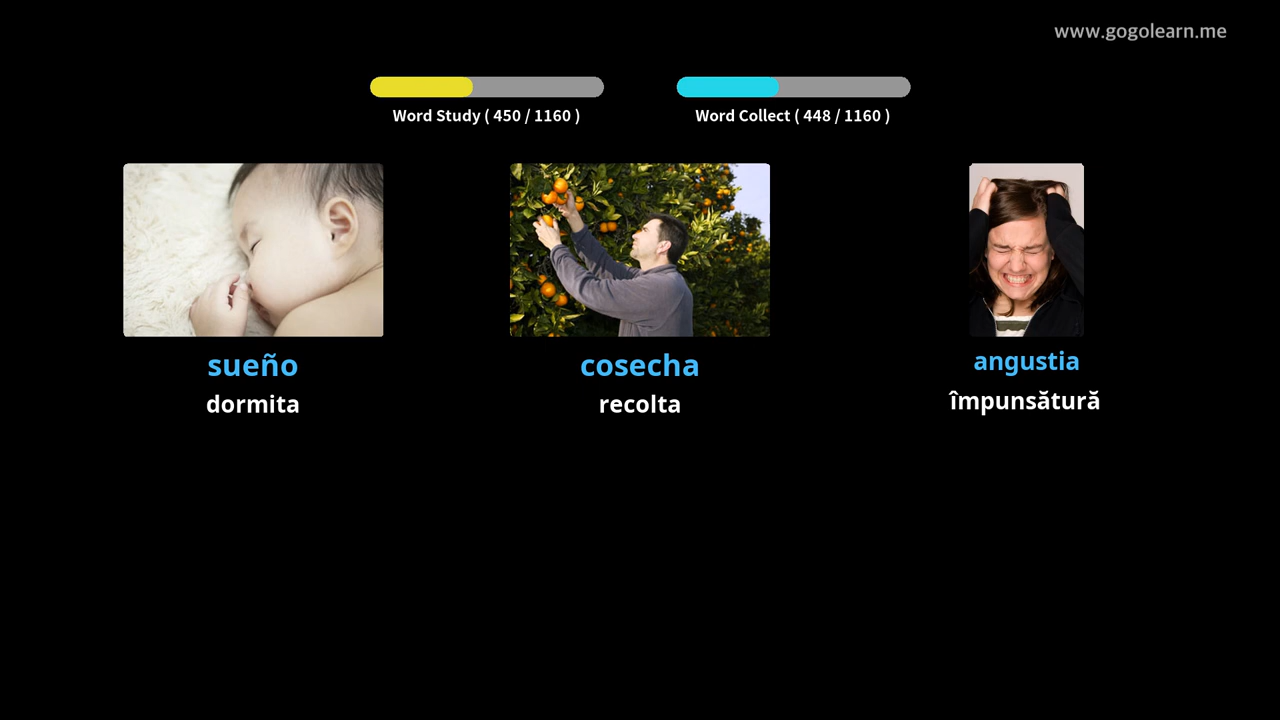 www.gogolearn.me
Word Study ( 450 / 1160 )
Word Collect ( 448 / 1160 )
sueño
dormita
cosecha
recolta
angustia
împunsătură